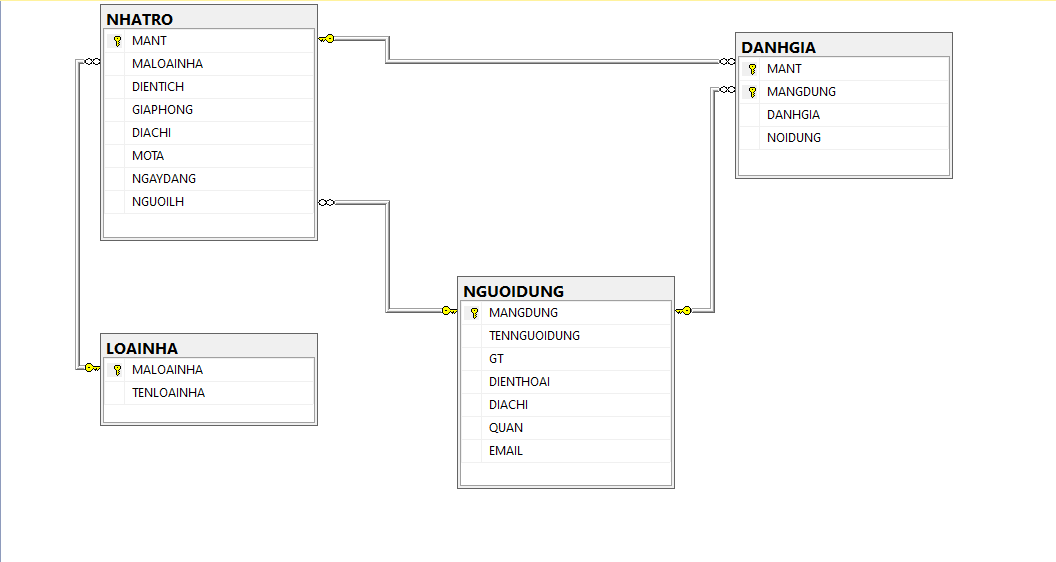 NHATRO
MANT
MALOAINHA
DIENTICH
GIAPHONG
DIACHI
MOTA
NGAYDANG
NGUOILH
DANHGIA
MANT
MANGDUNG
DANHGIA
NOIDUNG
NGUOIDUNG
MANGDUNG
TENNGUOIDUNG
GT
DIENTHOAI
DIACHI
QUAN
EMAIL
LOAINHA
MALOAINHA
TENLOAINHA